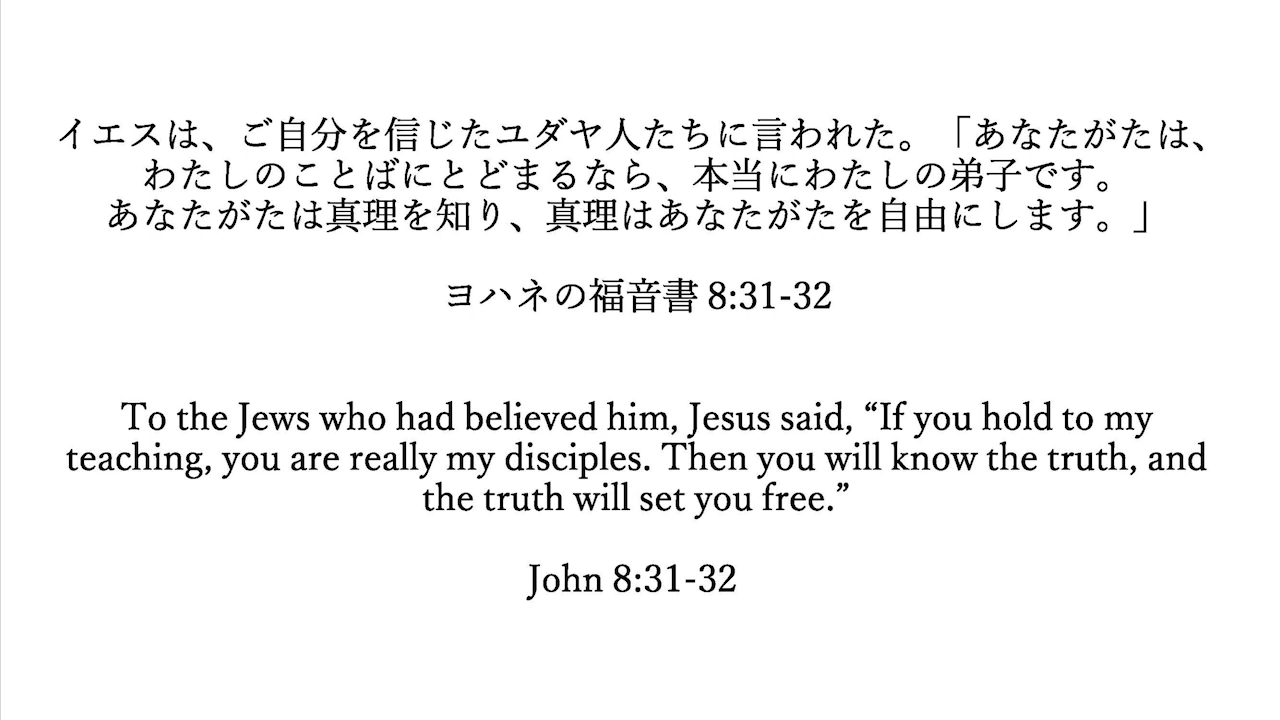 イエスは、ご自分を信じたユダヤ人たちに言われた。「あなたがたは、
わたしのことばにとどまるなら、本当にわたしの弟子です。
あなたがたは真理を知り、真理はあなたがたを自由にします。」
ヨハネの福音書 8:31-32
To the Jews who had believed him, Jesus said, “If you hold to my
teaching, you are really my disciples. Then you will know the truth, and
the truth will set you free.”
John 8:31-32